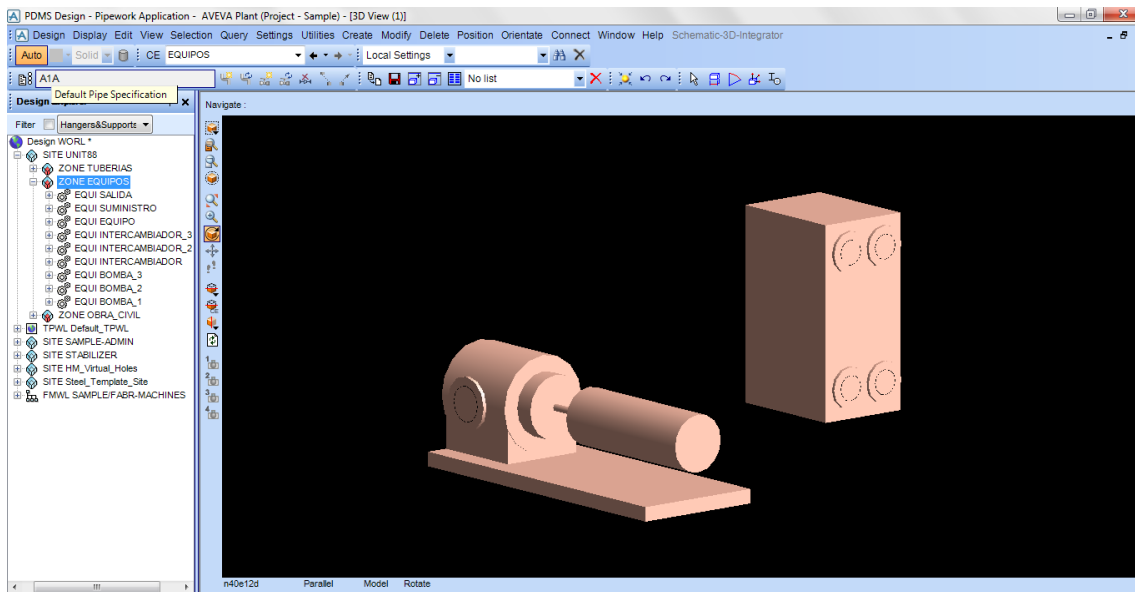 PDMS Design - Pipework Application - AVEVA Plant (Project - Sample) - [3D View (1)]
Design Display Edit View Selection Query Settings Utilities Create Modify Delete Position Orientate Connect Window Help Schematic-3D-Integrator
Auto Solid CE EQUIPOS Local Settings
A1A No list
Default Pipe Specification
Design
Navigate :
Filter Hangers&Supports
Design WORL *
SITE UNIT88
ZONE TUBERIAS
ZONE EQUIPOS
EQUI SALIDA
EQUI SUMINISTRO
EQUI EQUIPO
EQUI INTERCAMBIADOR_3
EQUI INTERCAMBIADOR_2
EQUI INTERCAMBIADOR
EQUI BOMBA_3
EQUI BOMBA_2
EQUI BOMBA_1
ZONE OBRA_CIVIL
TPWL Default_TPWL
SITE SAMPLE-ADMIN
SITE STABILIZER
SITE HM_Virtual_Holes
SITE Steel_Template_Site
FMWL SAMPLE/FABR-MACHINES
1
2
3
4
n40e12d Parallel Model Rotate